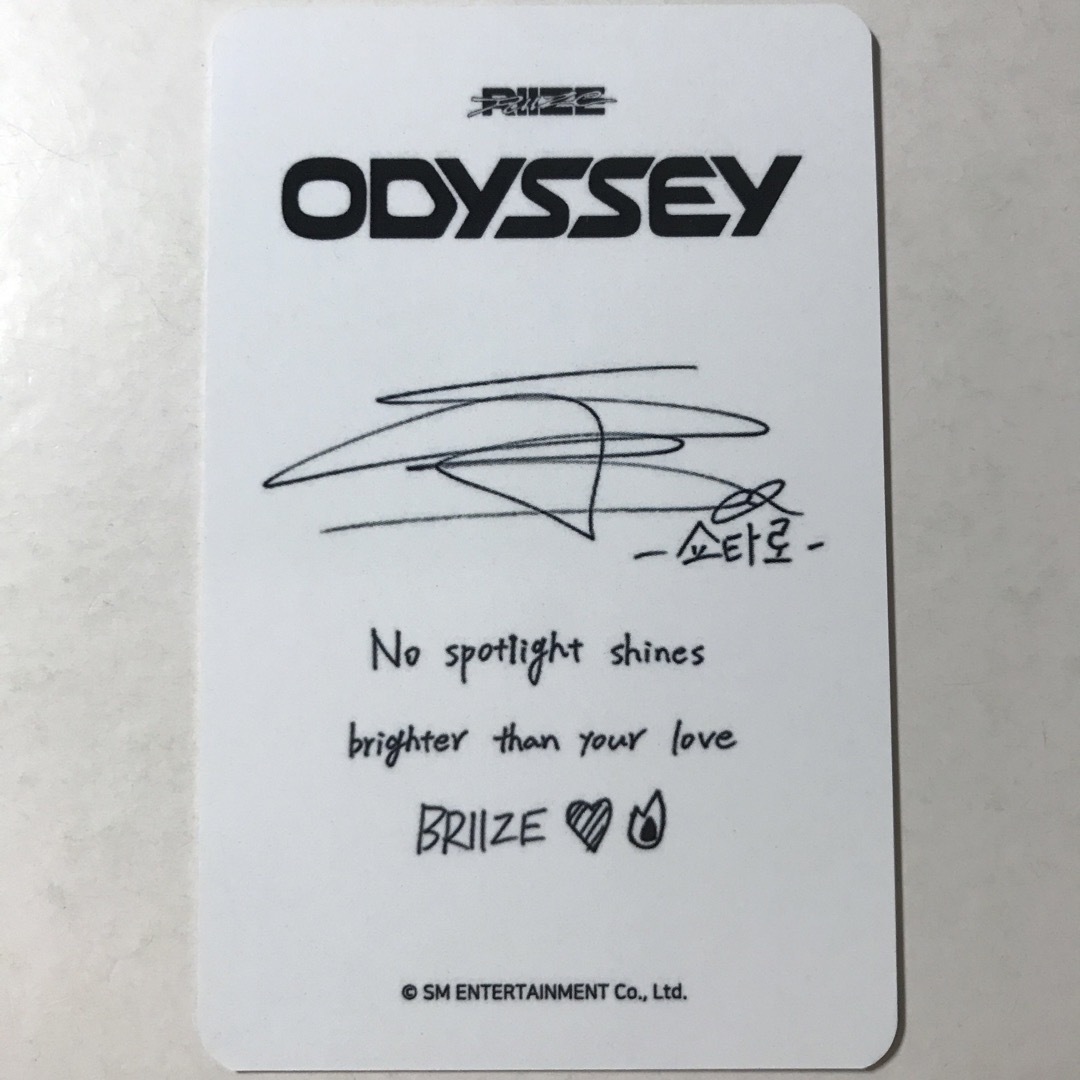 RIIZE
ODYSSEY
- 쇼타로 -
No spotlight shines
brighter than your love
BRIIZE
© SM ENTERTAINMENT Co., Ltd.